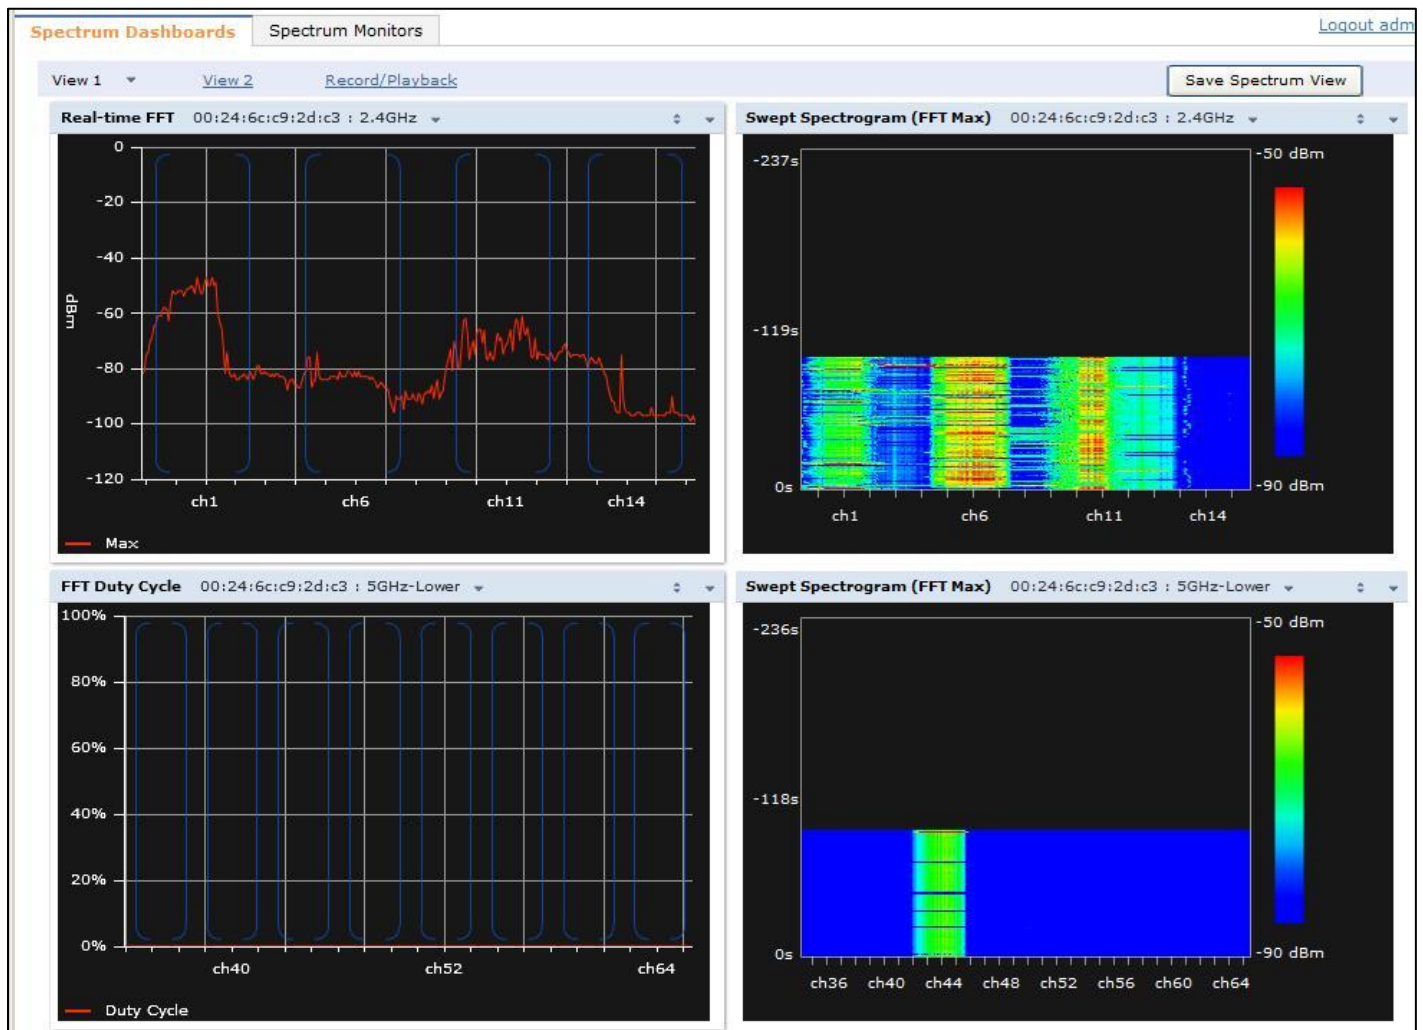 Spectrum Dashboards Spectrum Monitors Logout adm
View 1 View 2 Record/Playback Save Spectrum View
Real-time FFT 00:24:6c:c9:2d:c3 : 2.4GHz
0
-20
-40
-60
-80
-100
-120
dBm
ch1 ch6 ch11 ch14
Max
Swept Spectrogram (FFT Max) 00:24:6c:c9:2d:c3 : 2.4GHz
-237s
-119s
0s
-50 dBm
-90 dBm
ch1 ch6 ch11 ch14
FFT Duty Cycle 00:24:6c:c9:2d:c3 : 5GHz-Lower
100%
80%
60%
40%
20%
0%
ch40 ch52 ch64
Duty Cycle
Swept Spectrogram (FFT Max) 00:24:6c:c9:2d:c3 : 5GHz-Lower
-236s
-118s
0s
-50 dBm
-90 dBm
ch36 ch40 ch44 ch48 ch52 ch56 ch60 ch64